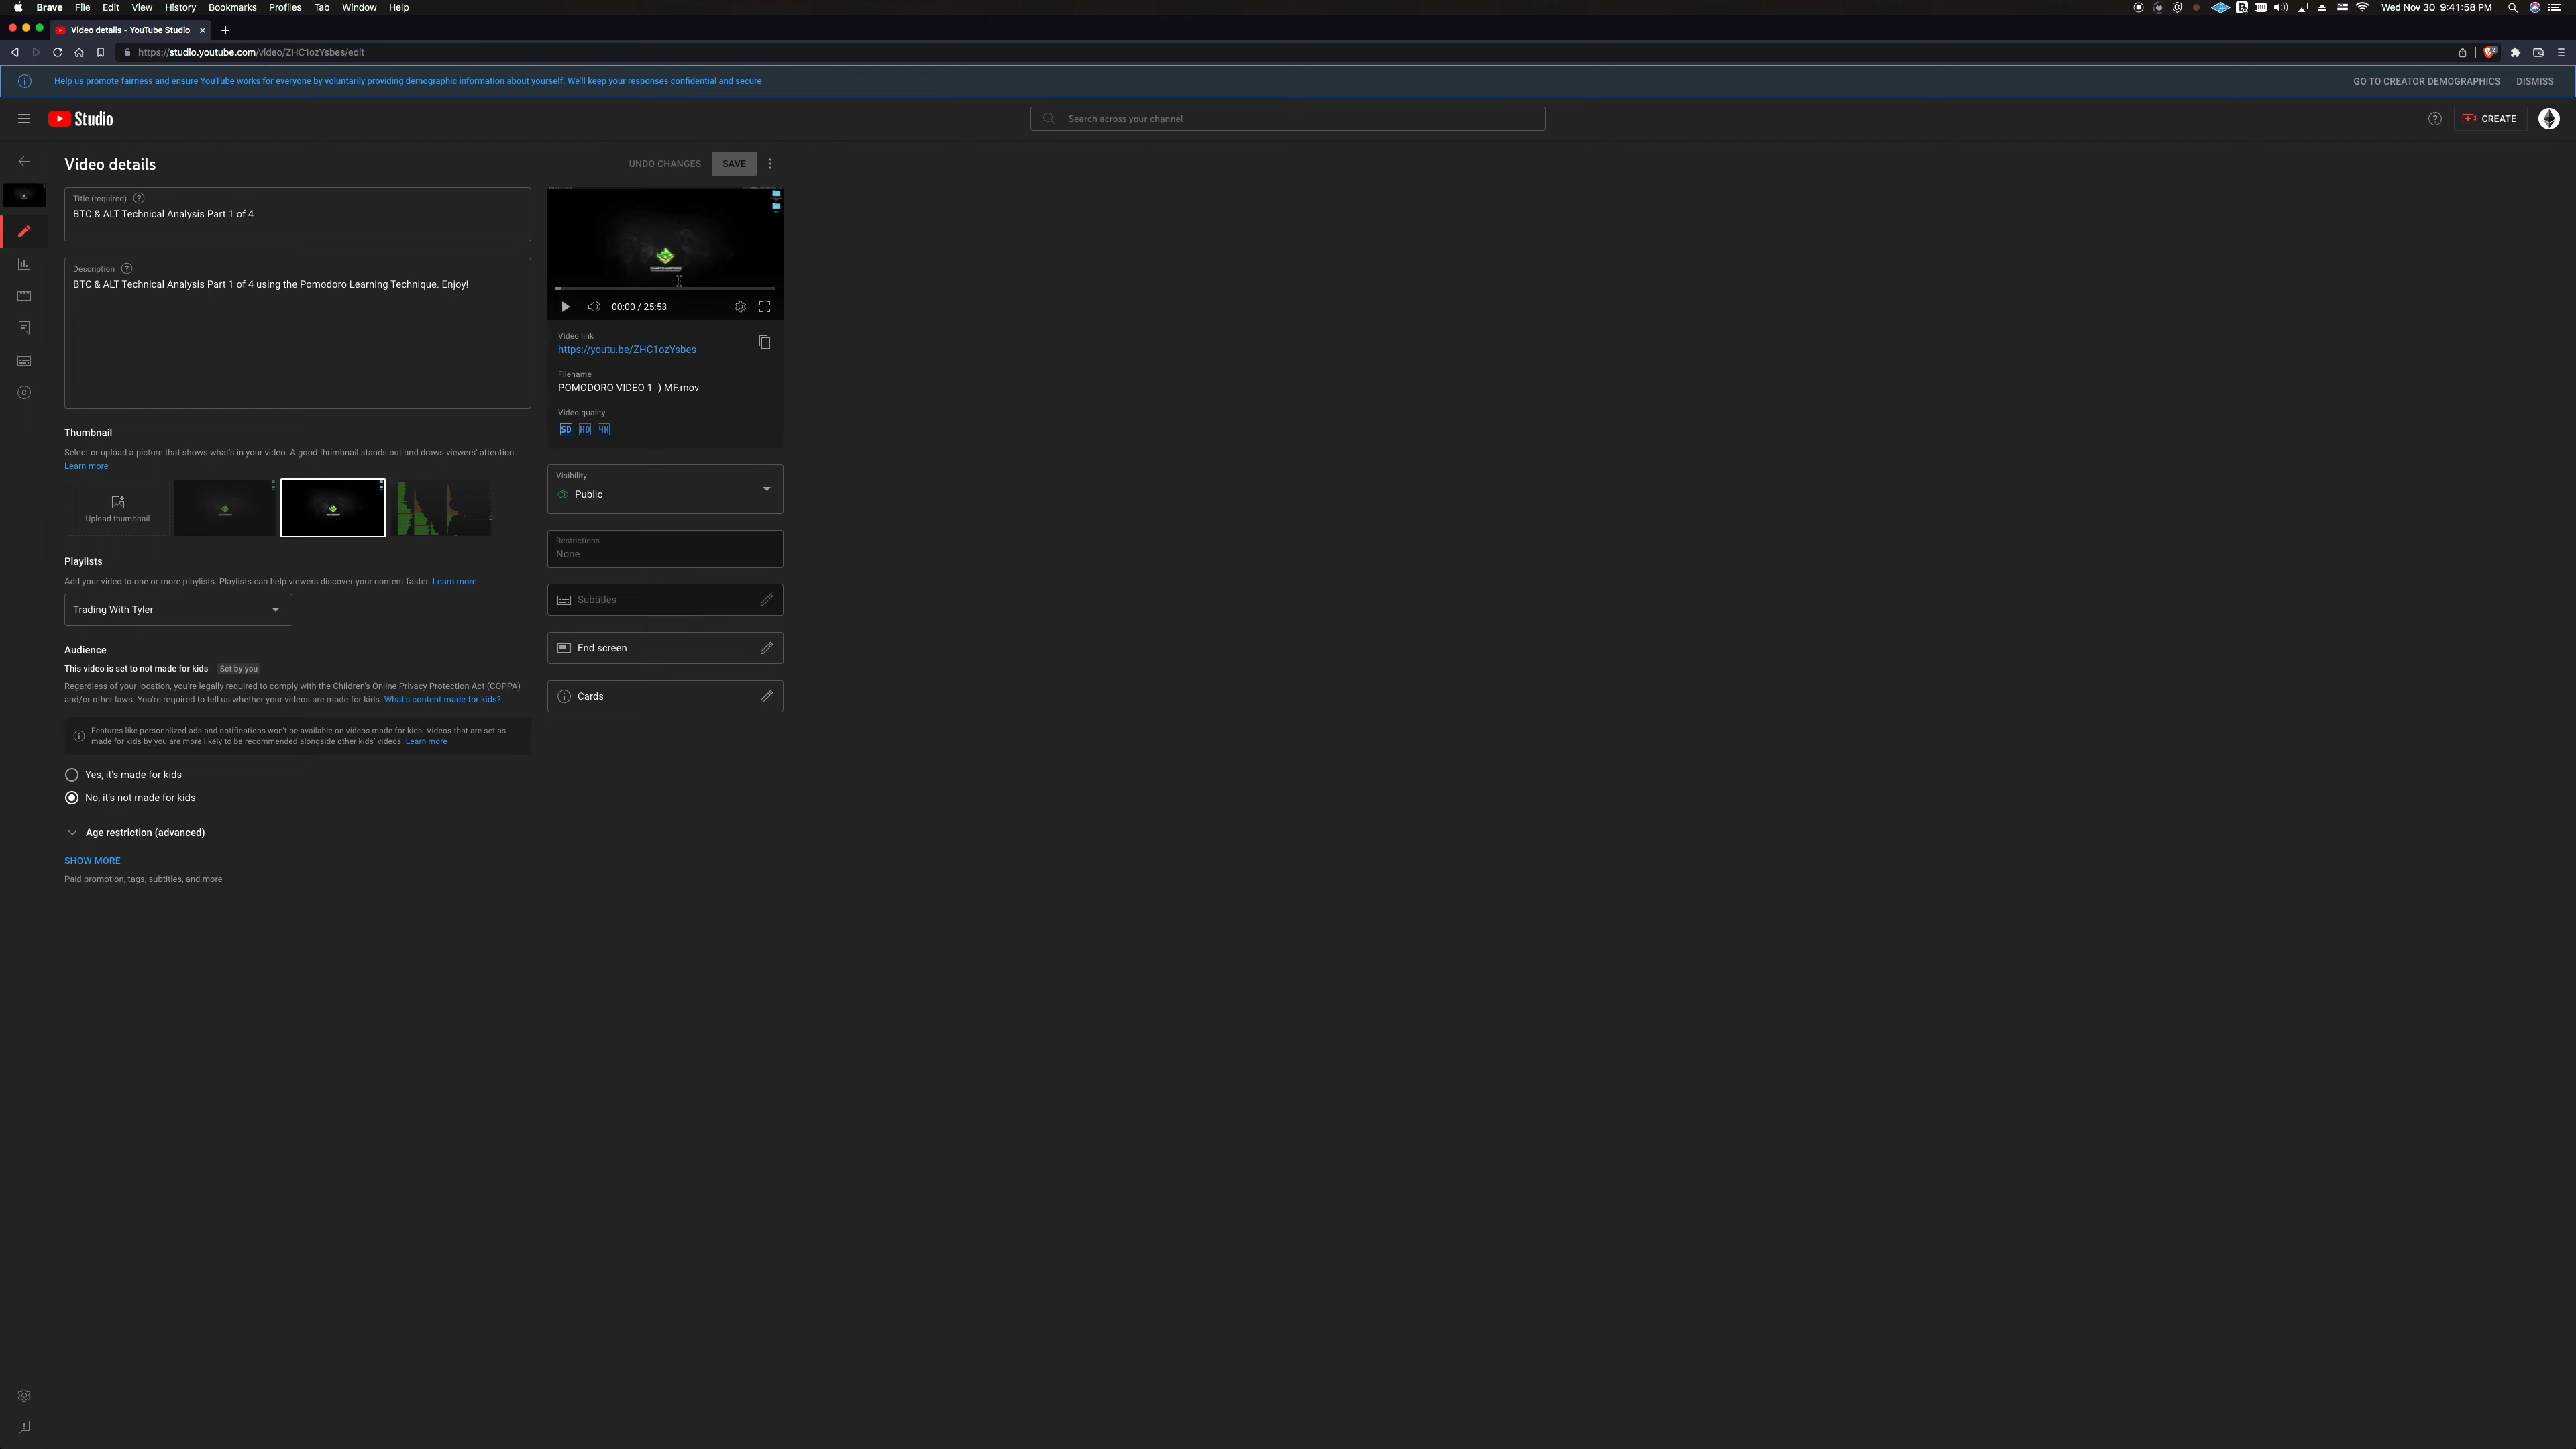 Brave File Edit View History Bookmarks Profiles Tab Window Help
Wed Nov 30 9:41:58 PM
Video details - YouTube Studio
https://studio.youtube.com/video/ZHC1ozYsbes/edit
2
Help us promote fairness and ensure YouTube works for everyone by voluntarily providing demographic information about yourself. We'll keep your responses confidential and secure
GO TO CREATOR DEMOGRAPHICS DISMISS
Studio
Search across your channel
CREATE
Video details
UNDO CHANGES SAVE
Title (required)
BTC & ALT Technical Analysis Part 1 of 4
Description
BTC & ALT Technical Analysis Part 1 of 4 using the Pomodoro Learning Technique. Enjoy!
Thumbnail
Select or upload a picture that shows what's in your video. A good thumbnail stands out and draws viewers' attention.
Learn more
Upload thumbnail
Playlists
Add your video to one or more playlists. Playlists can help viewers discover your content faster. Learn more
Trading With Tyler
Audience
This video is set to not made for kids Set by you
Regardless of your location, you're legally required to comply with the Children's Online Privacy Protection Act (COPPA)
and/or other laws. You're required to tell us whether your videos are made for kids. What's content made for kids?
Features like personalized ads and notifications won't be available on videos made for kids. Videos that are set as
made for kids by you are more likely to be recommended alongside other kids' videos. Learn more
Yes, it's made for kids
No, it's not made for kids
Age restriction (advanced)
SHOW MORE
Paid promotion, tags, subtitles, and more
00:00 / 25:53
Video link
https://youtu.be/ZHC1ozYsbes
Filename
POMODORO VIDEO 1 -) MF.mov
Video quality
SD HD 4K
Visibility
Public
Restrictions
None
Subtitles
End screen
Cards